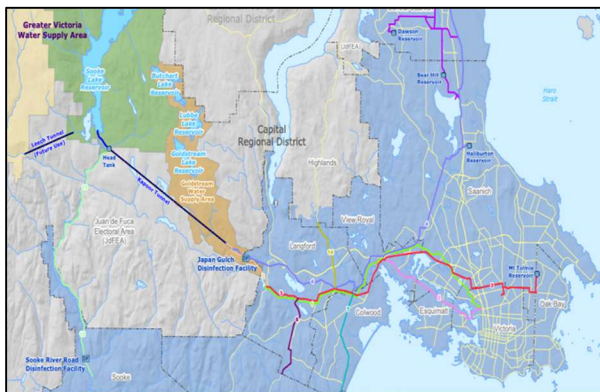 Greater Victoria
Water Supply Area
Regional District
JdFEA
Dawson
Reservoir
Bear Hill
Reservoir
Haro
Strait
Sooke
Lake
Reservoir
Butchart
Lake
Reservoir
Lubbe
Lake
Reservoir
Goldstream
Lake
Reservoir
Goldstream
Water
Supply Area
Capital
Regional District
Leech Tunnel
(Future Use)
Head
Tank
Kapoor Tunnel
Highlands
Haliburton
Reservoir
Saanich
Juan de Fuca
Electoral Area
(JdFEA)
View Royal
Langford
Japan Gulch
Disinfection Facility
Mt Tolmie
Reservoir
Oak Bay
Colwood
Esquimalt
Victoria
Sooke River Road
Disinfection Facility
Sooke